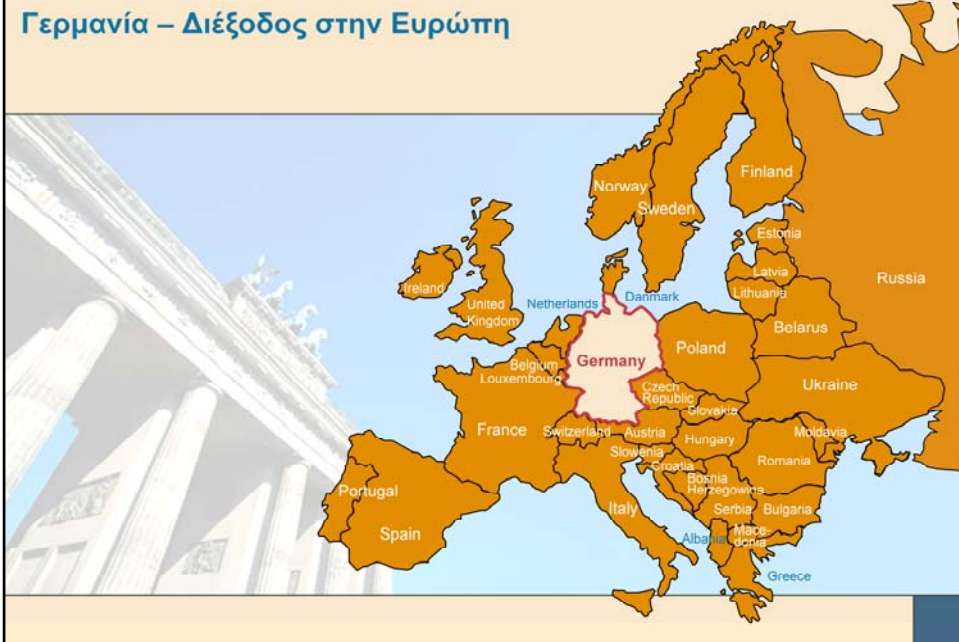 Γερμανία – Διέξοδος στην Ευρώπη
Norway
Sweden
Finland
Estonia
Latvia
Lithuania
Russia
Ireland
United
Kingdom
Netherlands
Danmark
Belarus
Belgium
Louxembourg
Germany
Poland
Czech
Republic
Slovakia
Ukraine
France
Switzerland
Austria
Hungary
Moldavia
Slowenia
Croatia
Romania
Bosnia
Herzegowina
Portugal
Spain
Italy
Serbia
Bulgaria
Albania
Mace-
donia
Greece